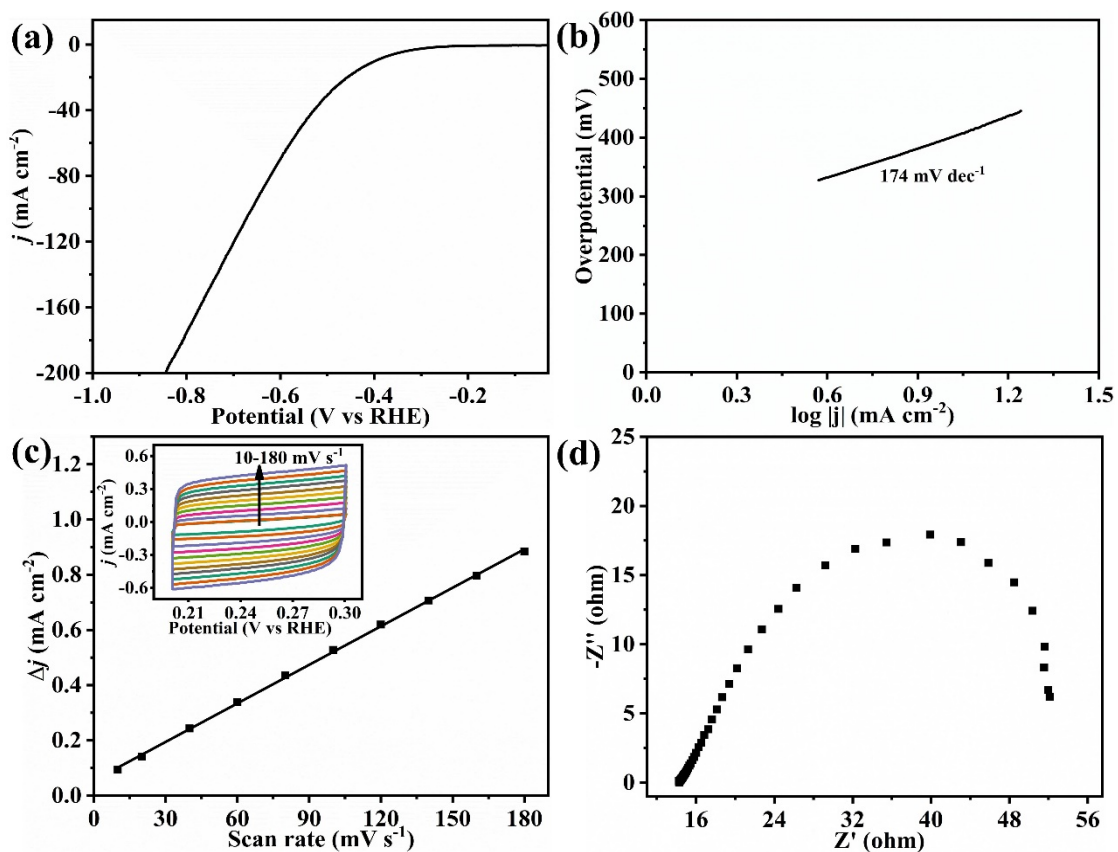 (a)
0
-40
-80
-120
-160
-200
j (mA cm-2)
-1.0 -0.8 -0.6 -0.4 -0.2
Potential (V vs RHE)
(b)
600
500
400
300
200
100
0
Overpotential (mV)
174 mV dec-1
0.0 0.3 0.6 0.9 1.2 1.5
log |j| (mA cm-2)
(c)
1.2
1.0
0.8
0.6
0.4
0.2
0.0
Δj (mA cm-2)
0.6
0.3
0.0
-0.3
-0.6
j (mA cm-2)
10-180 mV s-1
0.21 0.24 0.27 0.30
Potential (V vs RHE)
0 30 60 90 120 150 180
Scan rate (mV s-1)
(d)
25
20
15
10
5
0
-Z'' (ohm)
16 24 32 40 48 56
Z' (ohm)